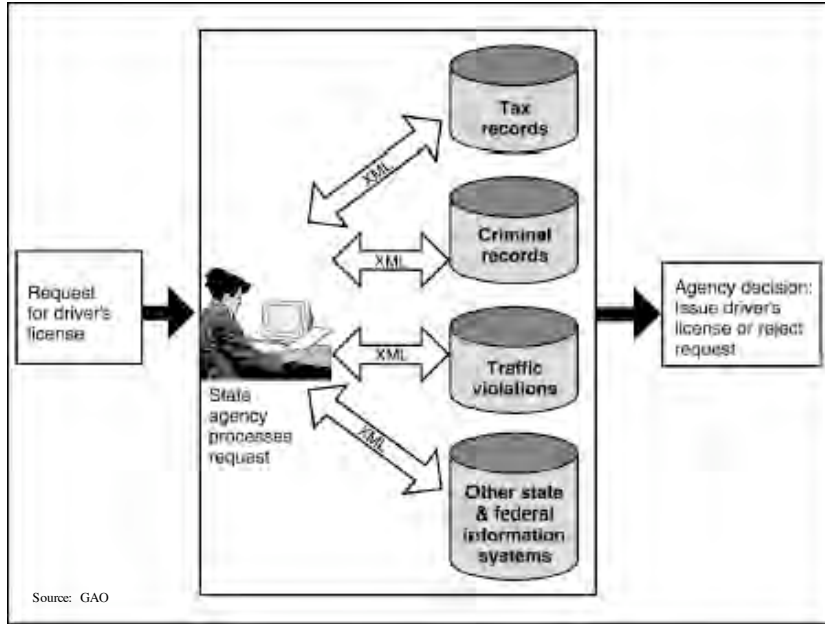 Request
for driver's
license
State
agency
processes
request
XML
XML
XML
XML
Tax
records
Criminal
records
Traffic
violations
Other state
& federal
information
systems
Agency decision:
Issue driver's
license or reject
request
Source: GAO